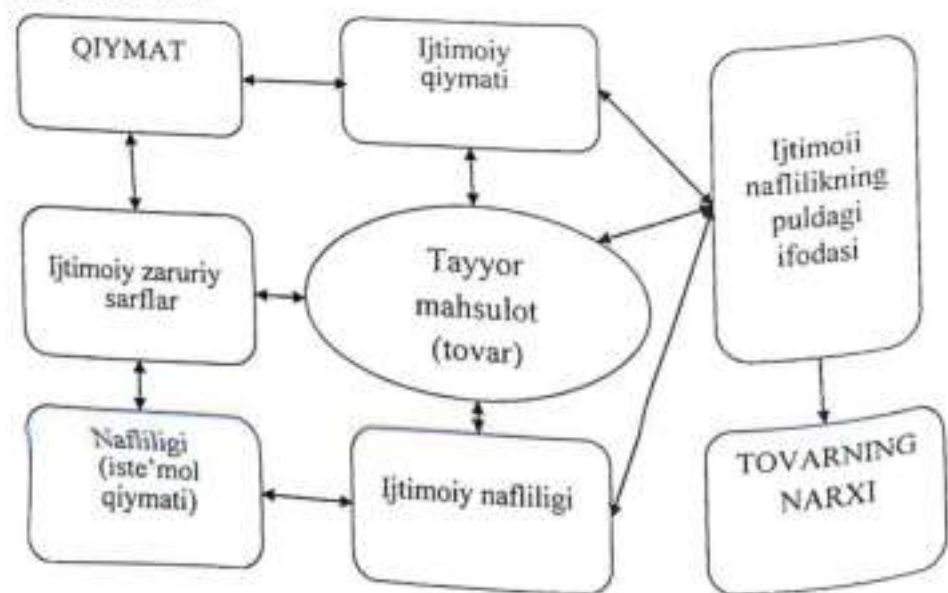 QIYMAT
Ijtimoiy
qiymati
Ijtimoii
naflilikning
puldagi
ifodasi
Ijtimoiy zaruriy
sarflar
Tayyor
mahsulot
(tovar)
Nafliligi
(iste'mol
qiymati)
Ijtimoiy nafliligi
TOVARNING
NARXI